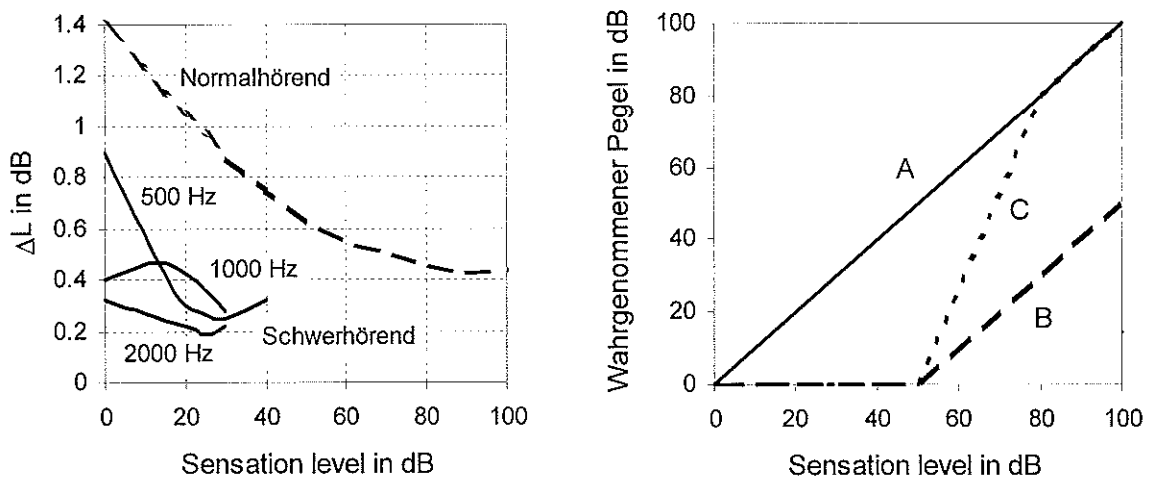 ΔL in dB
1.4
1.2
1
0.8
0.6
0.4
0.2
0
Normalhörend
500 Hz
1000 Hz
2000 Hz
Schwerhörend
0 20 40 60 80 100
Sensation level in dB
Wahrgenommener Pegel in dB
100
80
60
40
20
0
A
C
B
0 20 40 60 80 100
Sensation level in dB